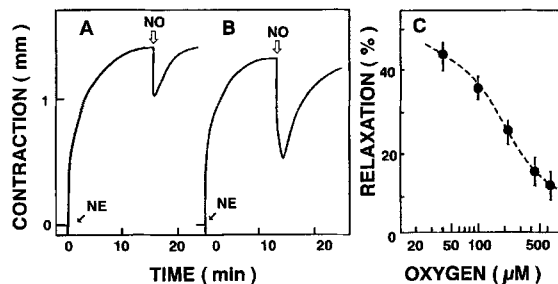 A
B
C
NO
NO
NE
NE
CONTRACTION ( mm )
1
0
0
10
20
0
10
20
TIME ( min )
RELAXATION ( % )
40
20
0
20
50
100
500
OXYGEN ( μM )